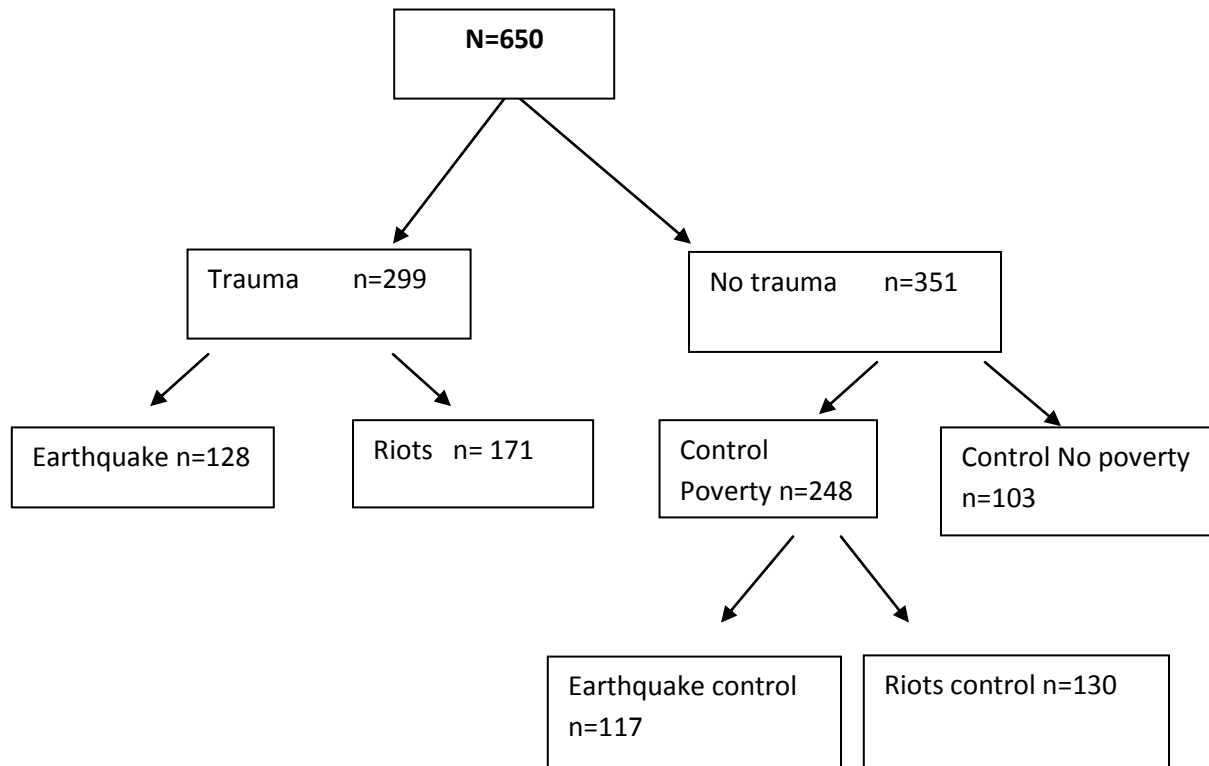 N=650
Trauma n=299
No trauma n=351
Earthquake n=128
Riots n= 171
Control
Poverty n=248
Control No poverty
n=103
Earthquake control
n=117
Riots control n=130